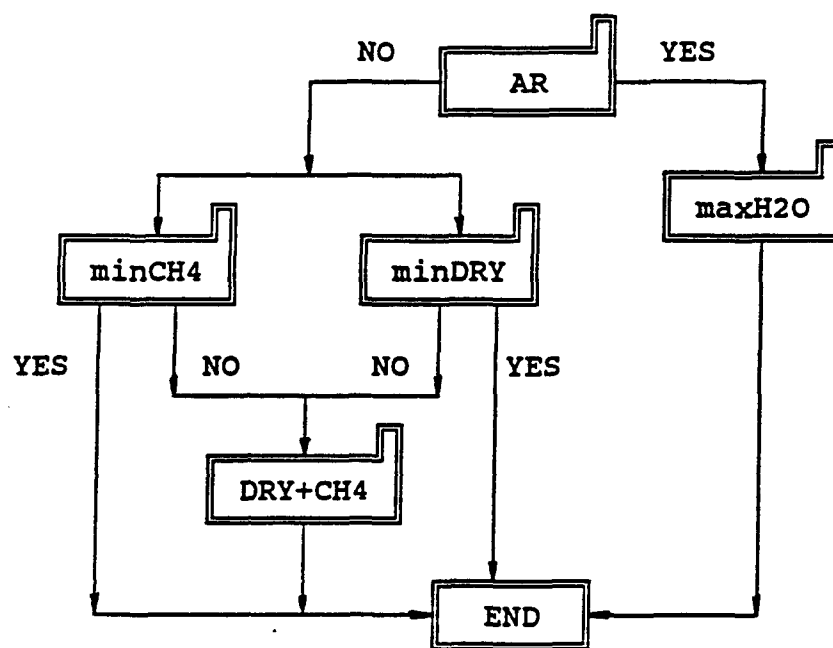 NO
YES
AR
maxH2O
minCH4
minDRY
YES
NO
NO
YES
DRY+CH4
END